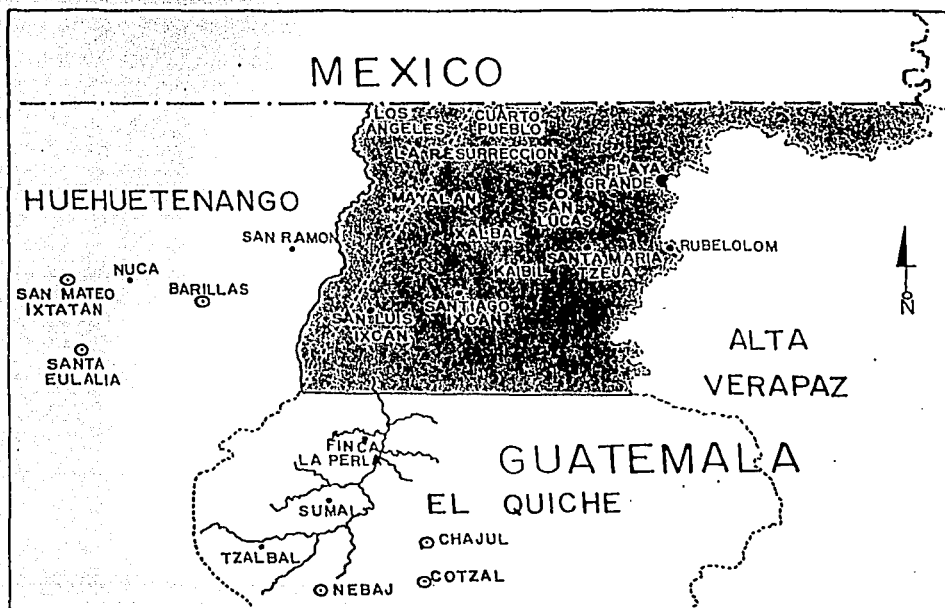 MEXICO
LOS
ANGELES
CUARTO
PUEBLO
LA RESURRECCION
PLAYA
GRANDE
HUEHUETENANGO
MAYALAN
SAN
LUCAS
SAN RAMON
XALBAL
SANTA MARIA
TZEJA
RUBELOLOM
KAIBIL
NUCA
SAN MATEO
IXTATAN
BARILLAS
N
SANTIAGO
IXCAN
SAN LUIS
IXCAN
SANTA
EULALIA
ALTA
VERAPAZ
FINCA
LA PERLA
GUATEMALA
SUMAL
EL QUICHE
TZALBAL
CHAJUL
NEBAJ
COTZAL